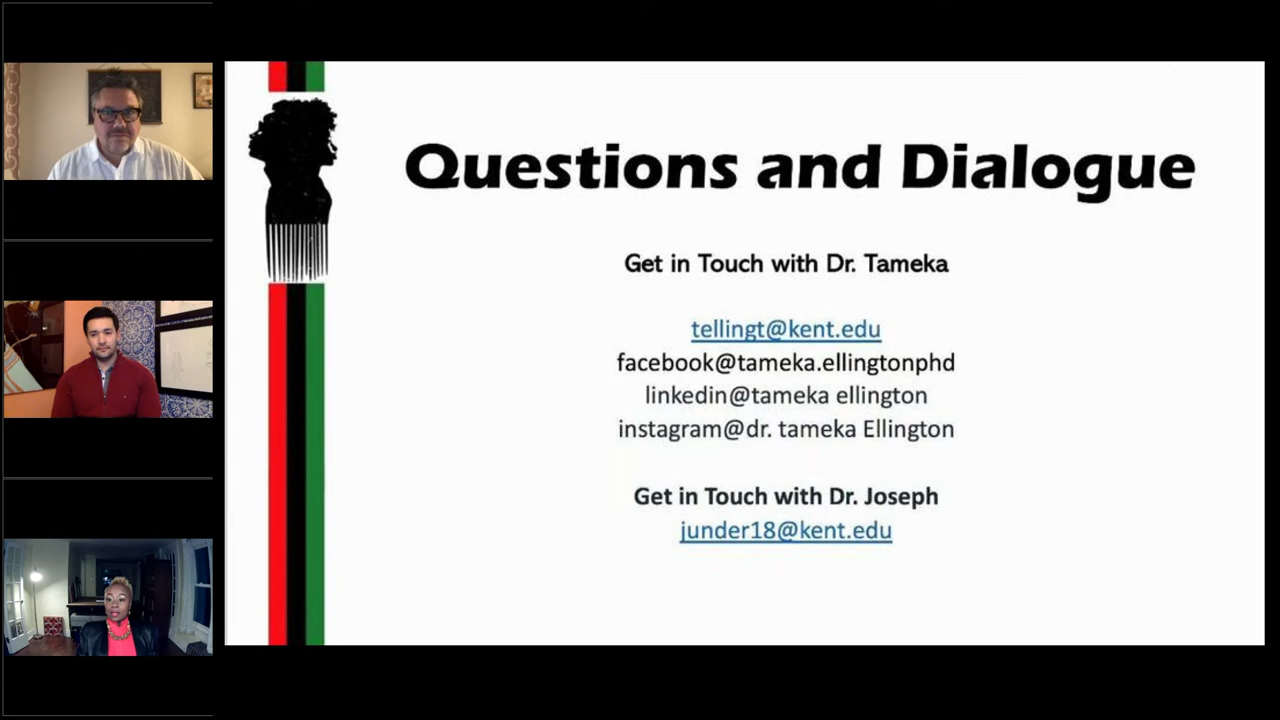 Questions and Dialogue
Get in Touch with Dr. Tameka
tellingt@kent.edu
facebook@tameka.ellingtonphd
linkedin@tameka ellington
instagram@dr. tameka Ellington
Get in Touch with Dr. Joseph
junder18@kent.edu